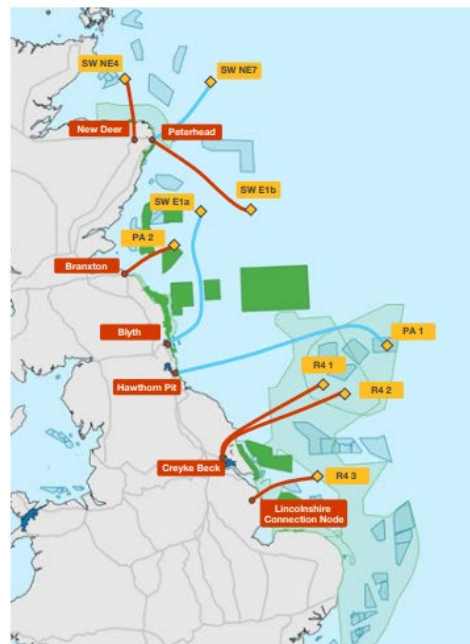 SW NE4
SW NE7
New Deer
Peterhead
SW E1b
SW E1a
PA 2
Branxton
Blyth
PA 1
R4 1
Hawthorn Pit
R4 2
Creyke Beck
R4 3
Lincolnshire
Connection Node